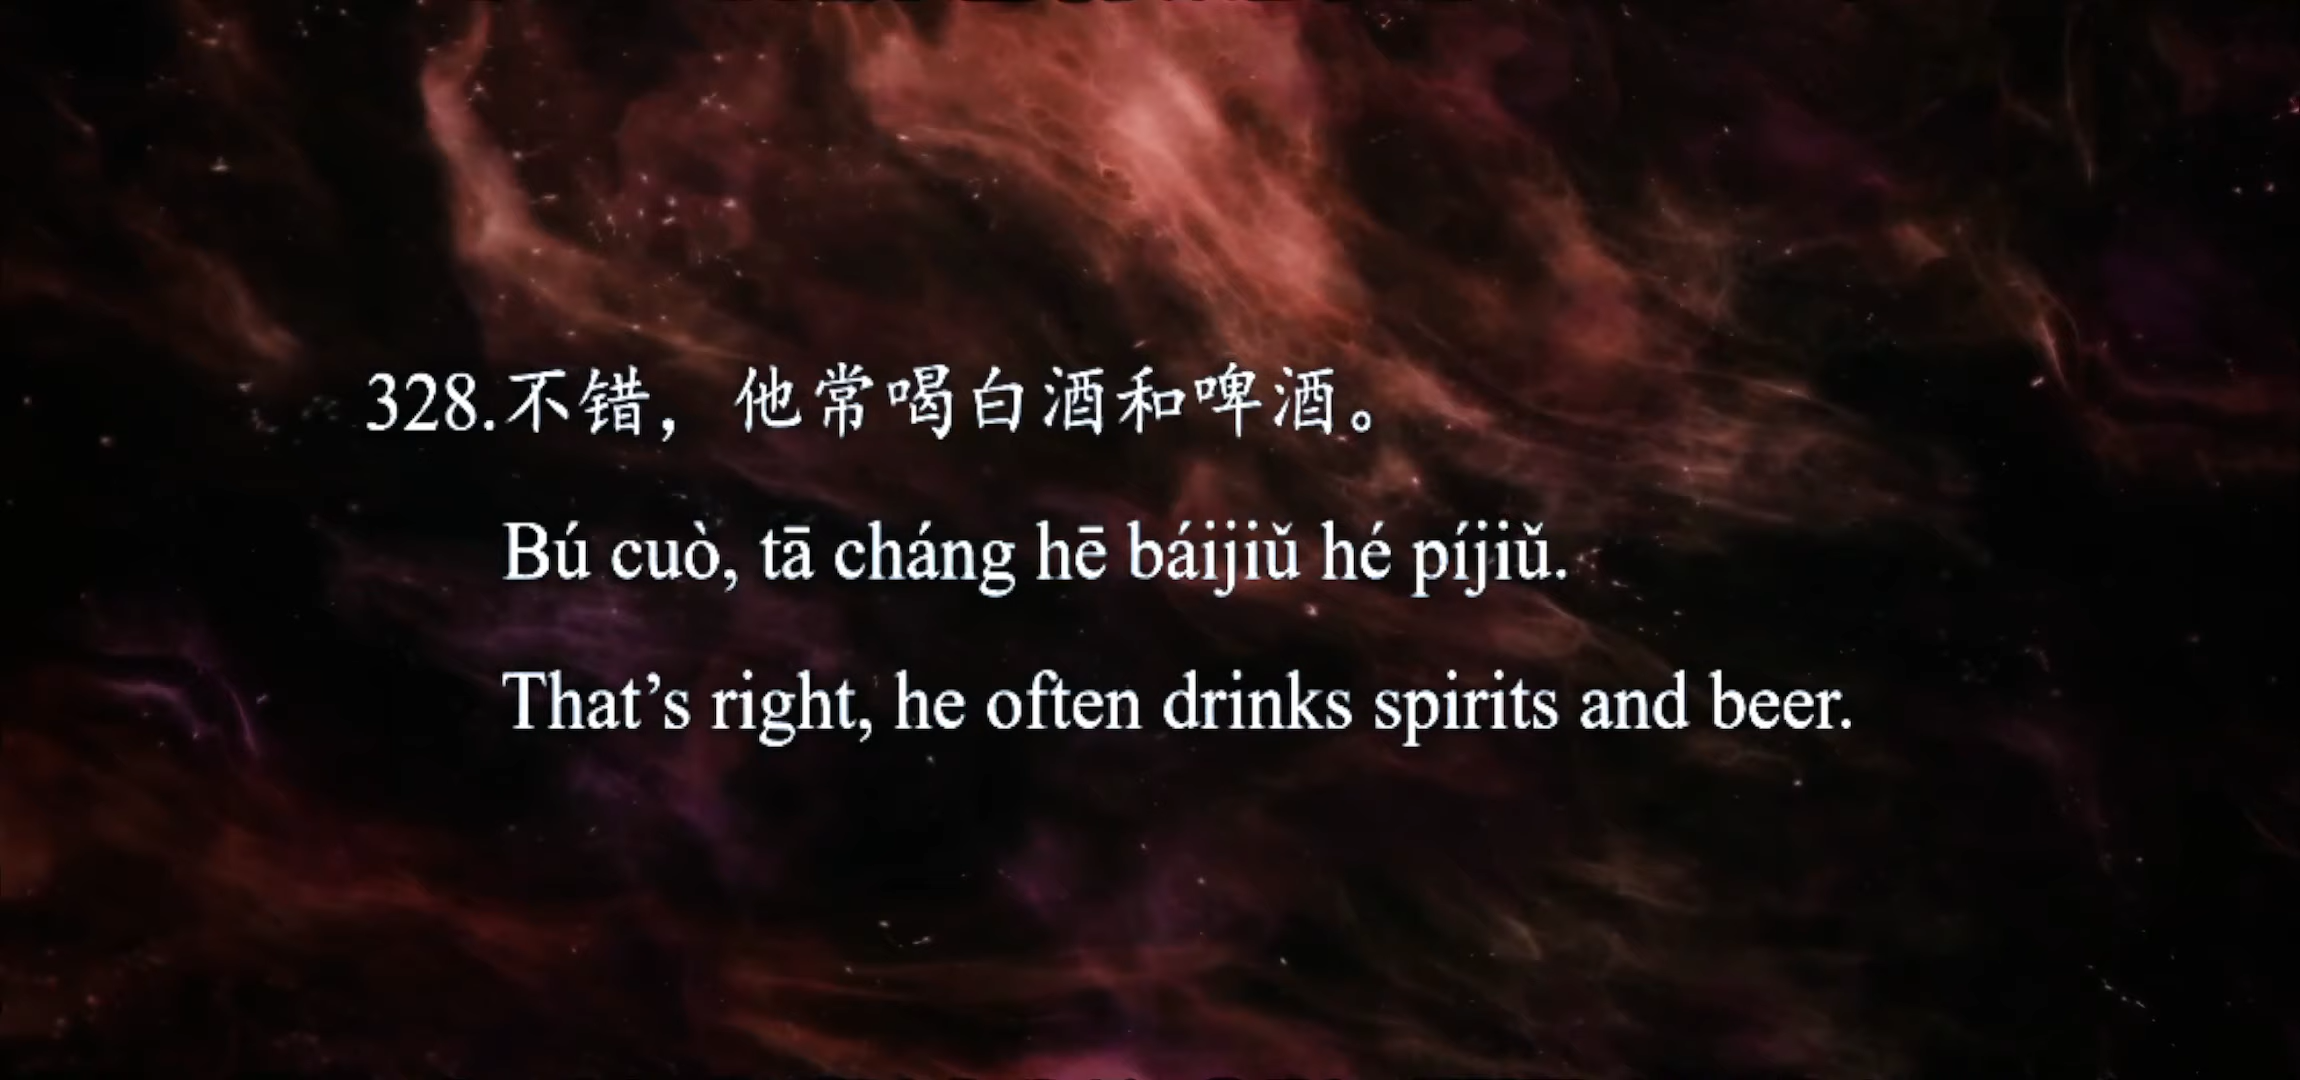 328.不错，他常喝白酒和啤酒。
Bú cuò, tā cháng hē báijiǔ hé píjiǔ.
That’s right, he often drinks spirits and beer.